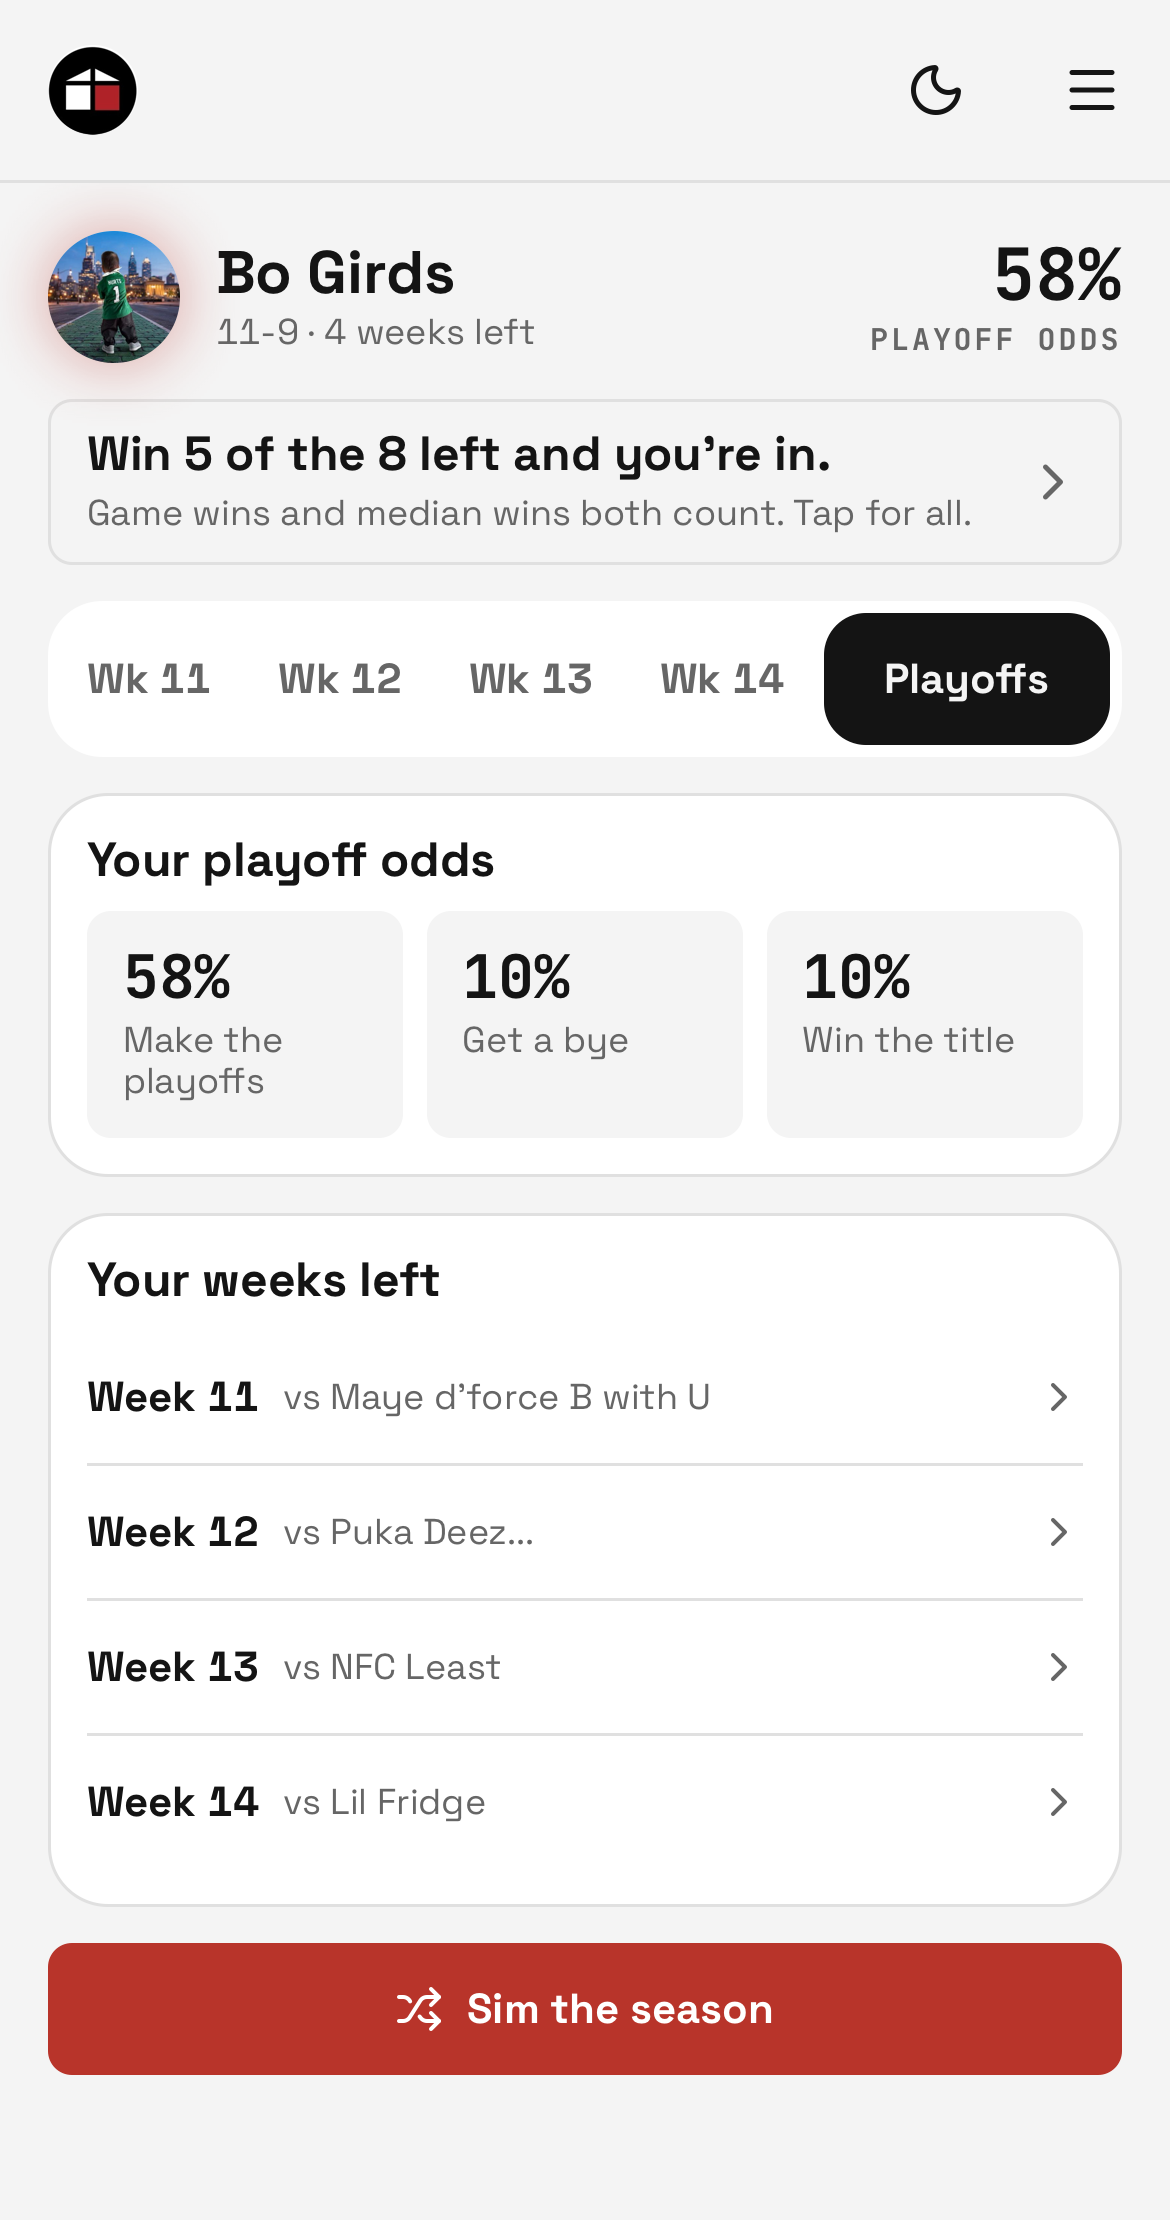 Bo Girds
11-9 · 4 weeks left
58%
PLAYOFF ODDS
Win 5 of the 8 left and you’re in.
Game wins and median wins both count. Tap for all.
Wk 11 Wk 12 Wk 13 Wk 14 Playoffs
Your playoff odds
58%
Make the
playoffs
10%
Get a bye
10%
Win the title
Your weeks left
Week 11 vs Maye d’force B with U
Week 12 vs Puka Deez...
Week 13 vs NFC Least
Week 14 vs Lil Fridge
Sim the season